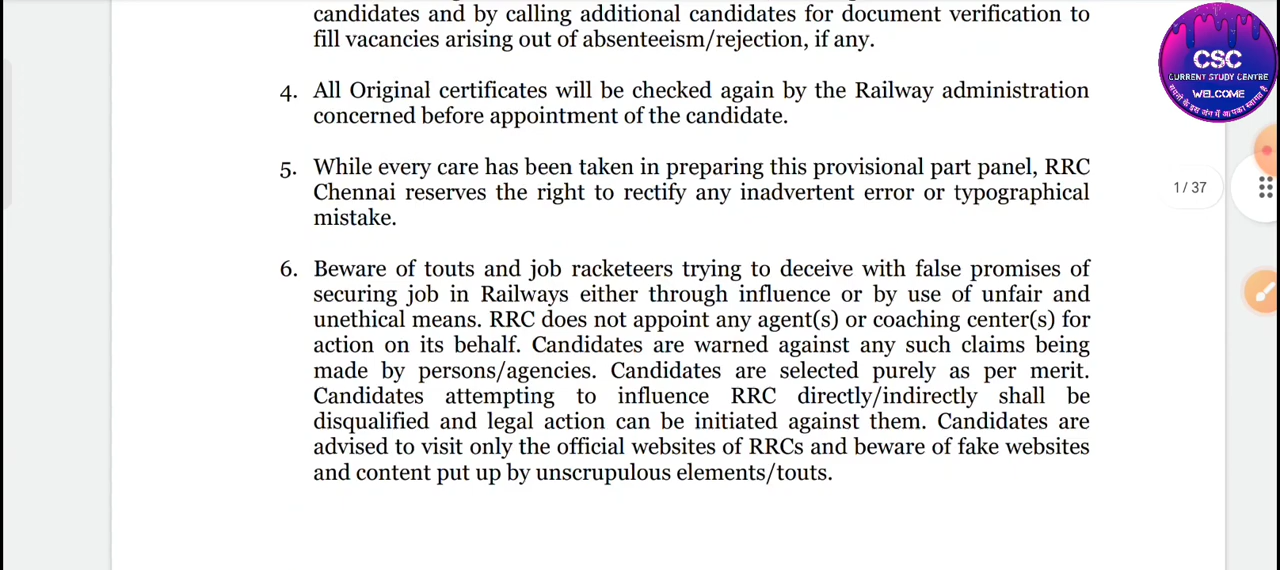 candidates and by calling additional candidates for document verification to
fill vacancies arising out of absenteeism/rejection, if any.
4. All Original certificates will be checked again by the Railway administration
concerned before appointment of the candidate.
5. While every care has been taken in preparing this provisional part panel, RRC
Chennai reserves the right to rectify any inadvertent error or typographical
mistake.
6. Beware of touts and job racketeers trying to deceive with false promises of
securing job in Railways either through influence or by use of unfair and
unethical means. RRC does not appoint any agent(s) or coaching center(s) for
action on its behalf. Candidates are warned against any such claims being
made by persons/agencies. Candidates are selected purely as per merit.
Candidates attempting to influence RRC directly/indirectly shall be
disqualified and legal action can be initiated against them. Candidates are
advised to visit only the official websites of RRCs and beware of fake websites
and content put up by unscrupulous elements/touts.
CSC
CURRENT STUDY CENTRE
WELCOME
सपनो के इस जंग में आपका स्वागत है
1 / 37